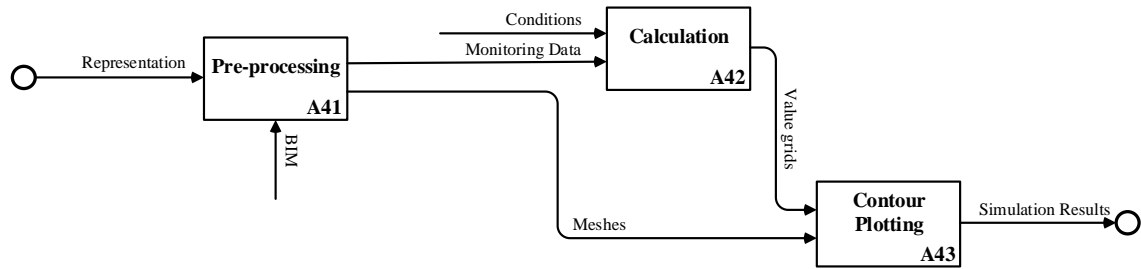 Conditions
Calculation
Monitoring Data
A42
Representation
Pre-processing
A41
BIM
Value grids
Contour
Plotting
A43
Meshes
Simulation Results